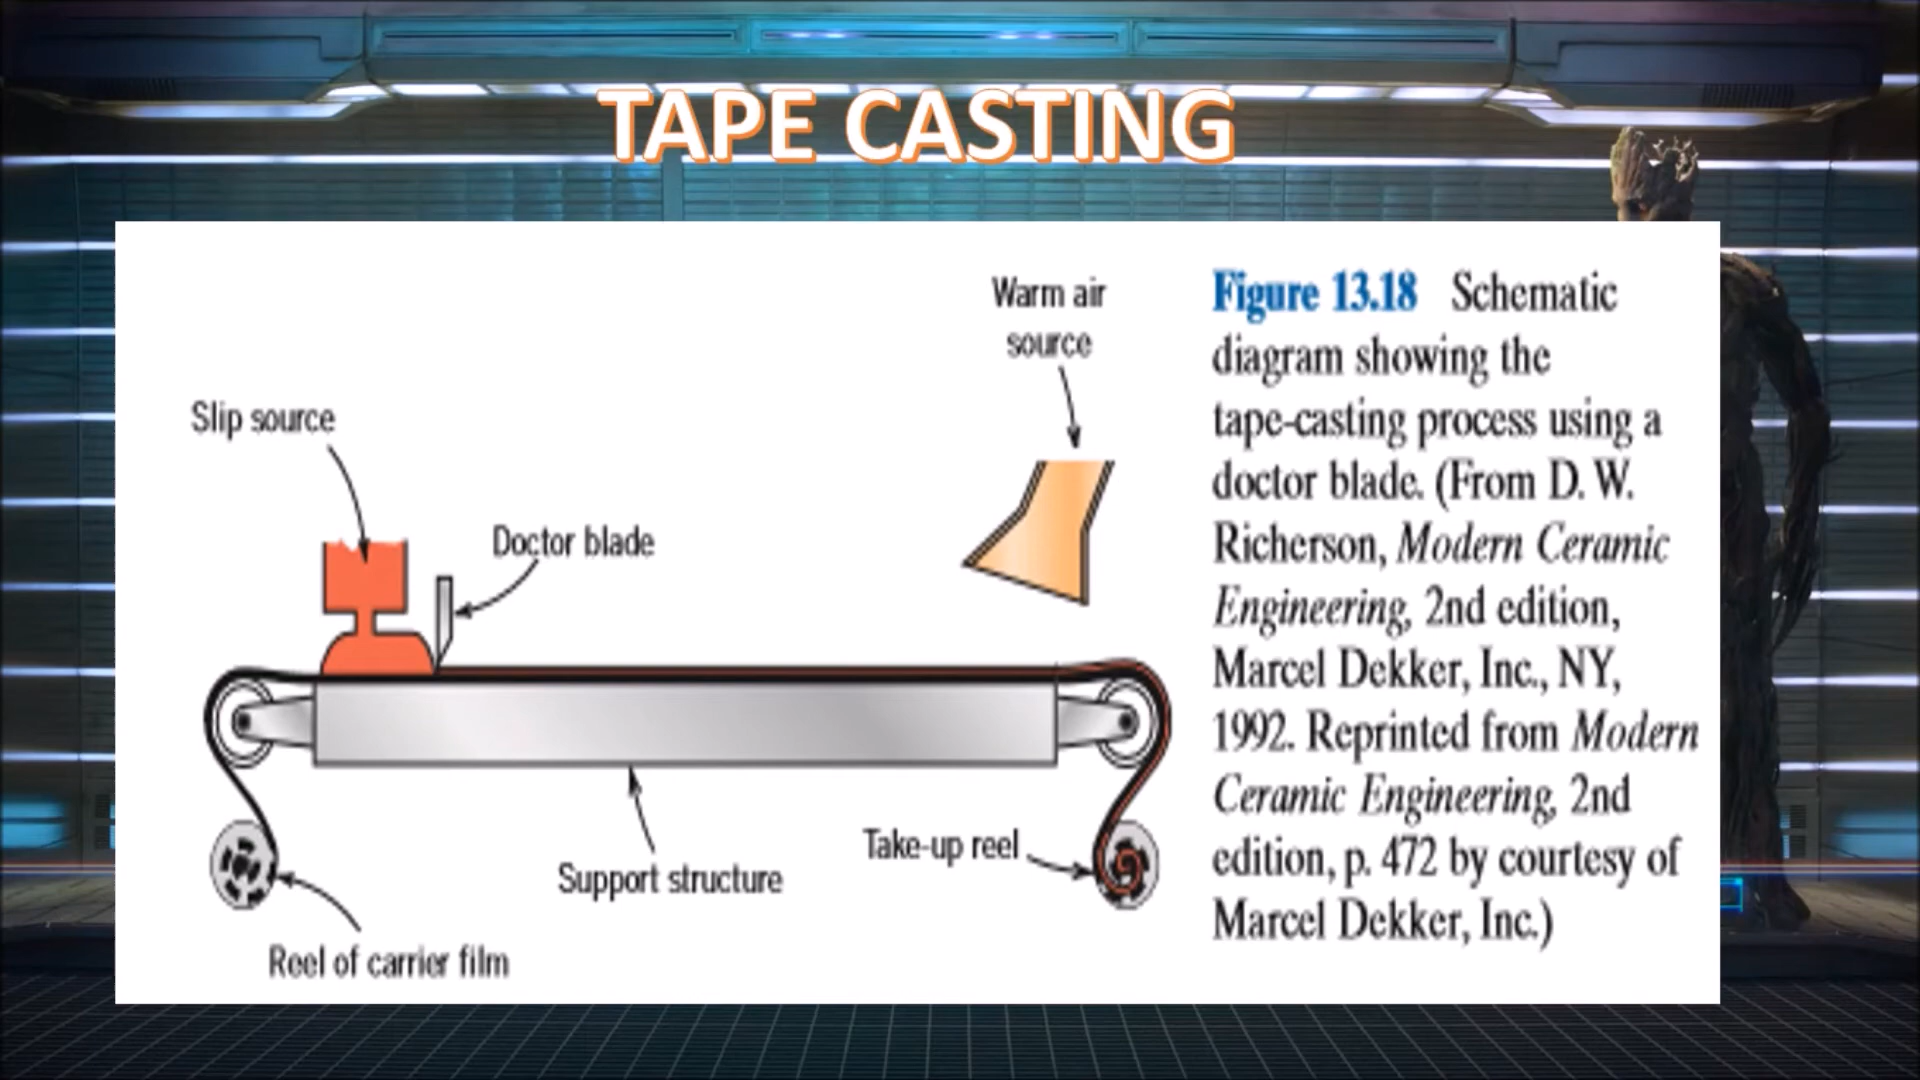 TAPE CASTING
Warm air
source
Slip source
Doctor blade
Take-up reel
Support structure
Reel of carrier film
Figure 13.18 Schematic
diagram showing the
tape-casting process using a
doctor blade. (From D. W.
Richerson, Modern Ceramic
Engineering, 2nd edition,
Marcel Dekker, Inc., NY,
1992. Reprinted from Modern
Ceramic Engineering, 2nd
edition, p. 472 by courtesy of
Marcel Dekker, Inc.)